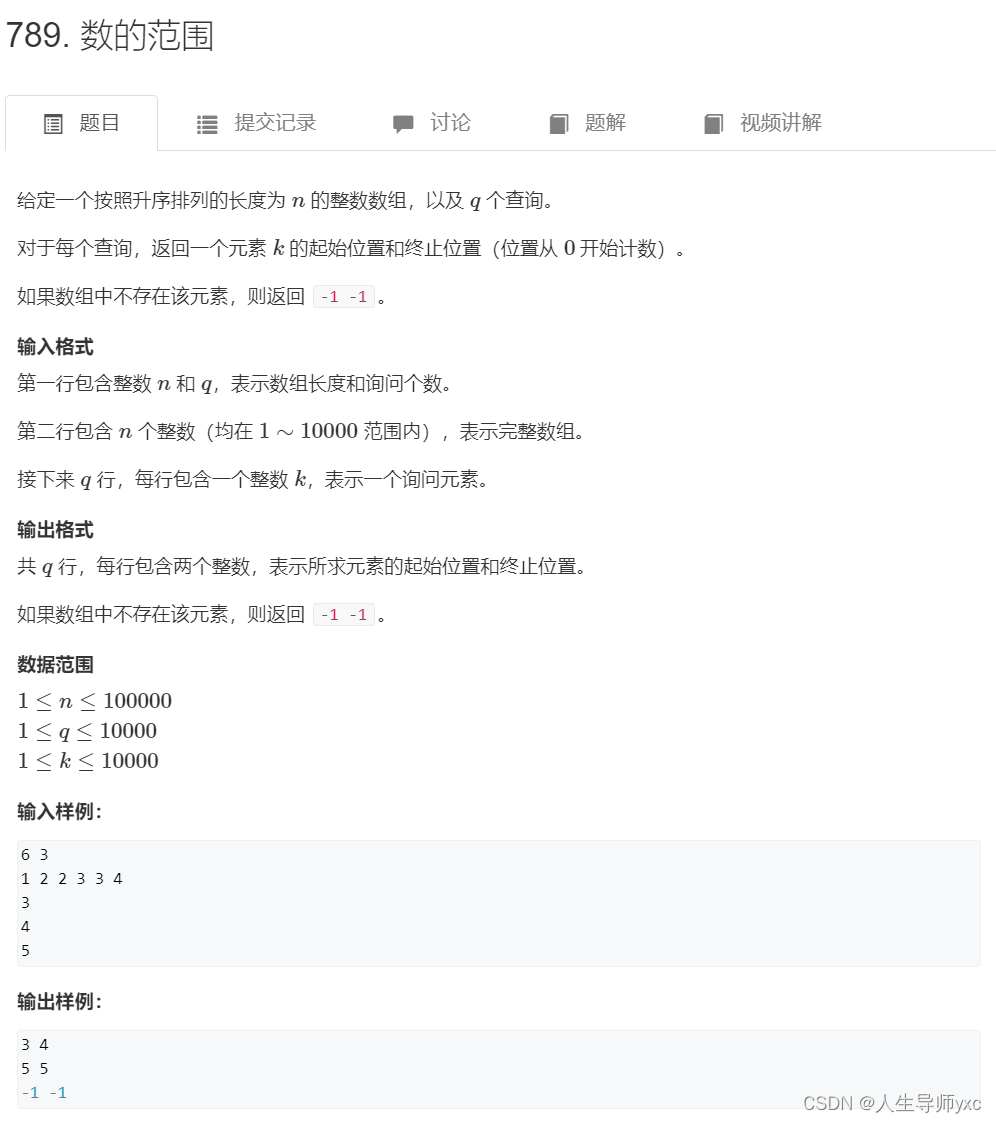 789. 数的范围
题目 提交记录 讨论 题解 视频讲解
给定一个按照升序排列的长度为 n 的整数数组，以及 q 个查询。
对于每个查询，返回一个元素 k 的起始位置和终止位置（位置从 0 开始计数）。
如果数组中不存在该元素，则返回 -1 -1。
输入格式
第一行包含整数 n 和 q，表示数组长度和询问个数。
第二行包含 n 个整数（均在 1 ∼ 10000 范围内），表示完整数组。
接下来 q 行，每行包含一个整数 k，表示一个询问元素。
输出格式
共 q 行，每行包含两个整数，表示所求元素的起始位置和终止位置。
如果数组中不存在该元素，则返回 -1 -1。
数据范围
1 ≤ n ≤ 100000
1 ≤ q ≤ 10000
1 ≤ k ≤ 10000
输入样例：
6 3
1 2 2 3 3 4
3
4
5
输出样例：
3 4
5 5
-1 -1
CSDN @人生导师yxc